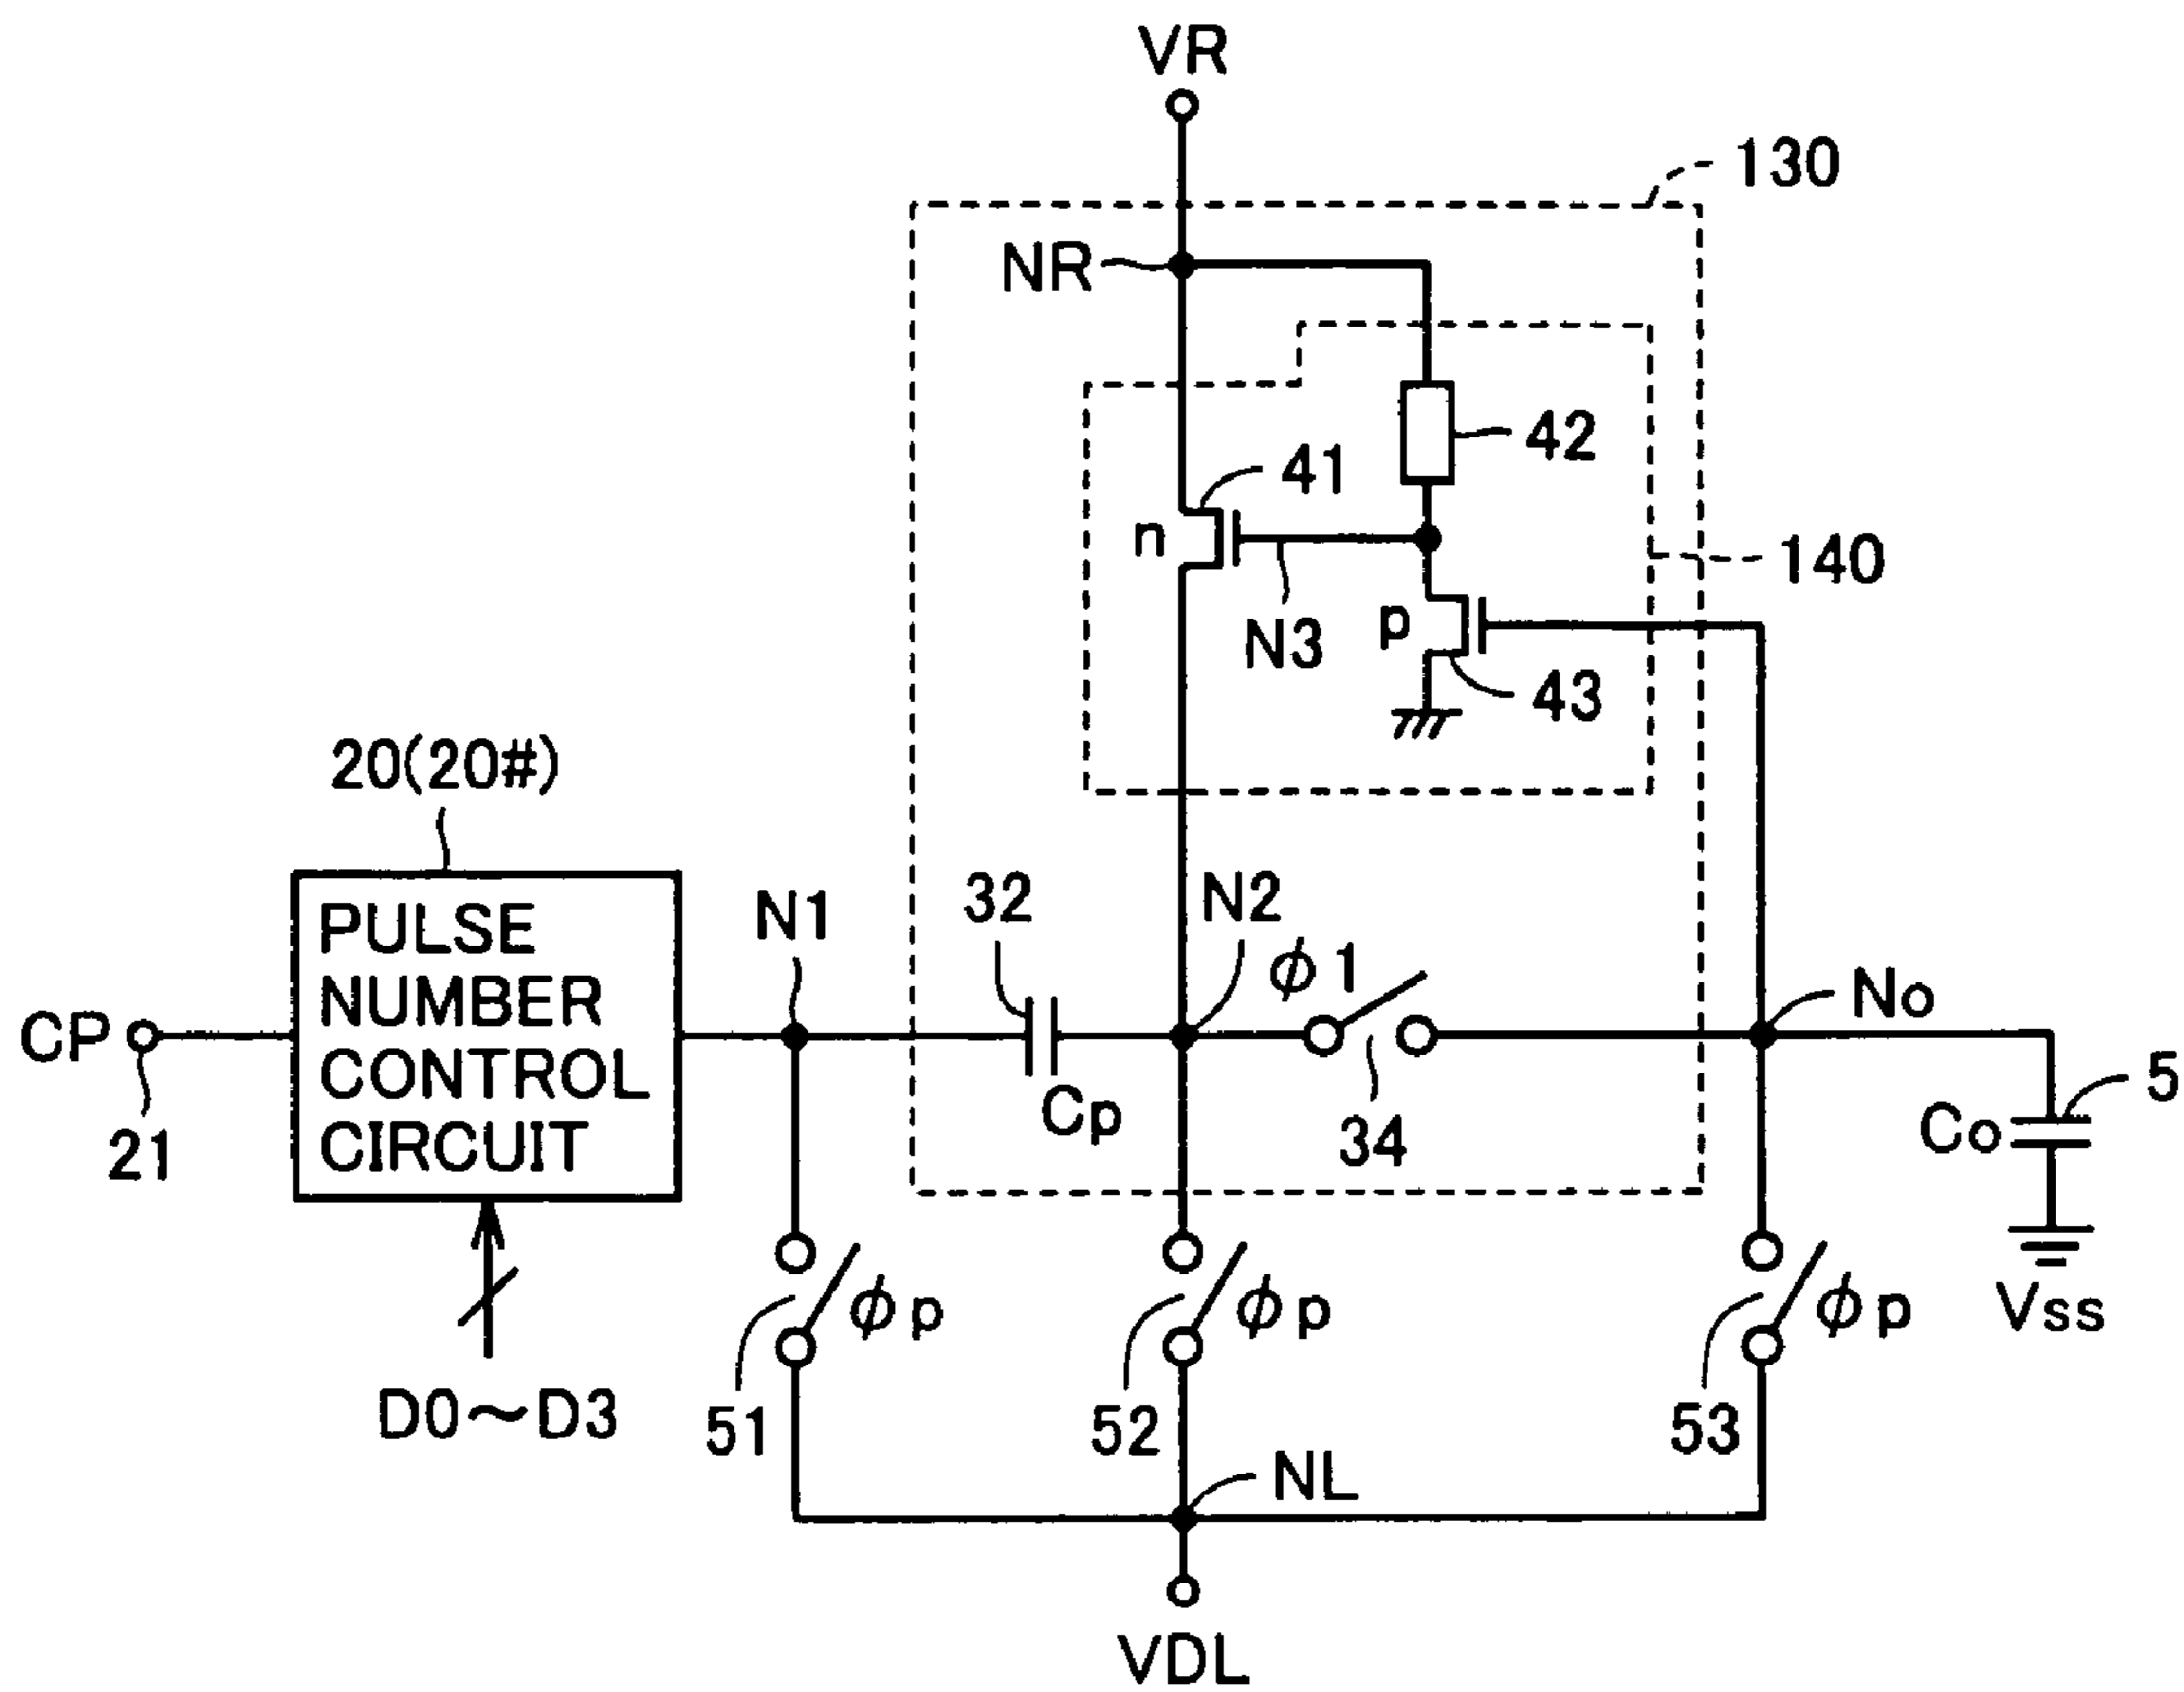 VR
130
NR
42
41
n
140
N3
p
43
20(20#)
N1
32
N2
φ1
No
PULSE
NUMBER
CONTROL
CIRCUIT
CP
21
Cp
34
Co
5
Vss
φp
φp
φp
D0～D3
51
52
53
NL
VDL